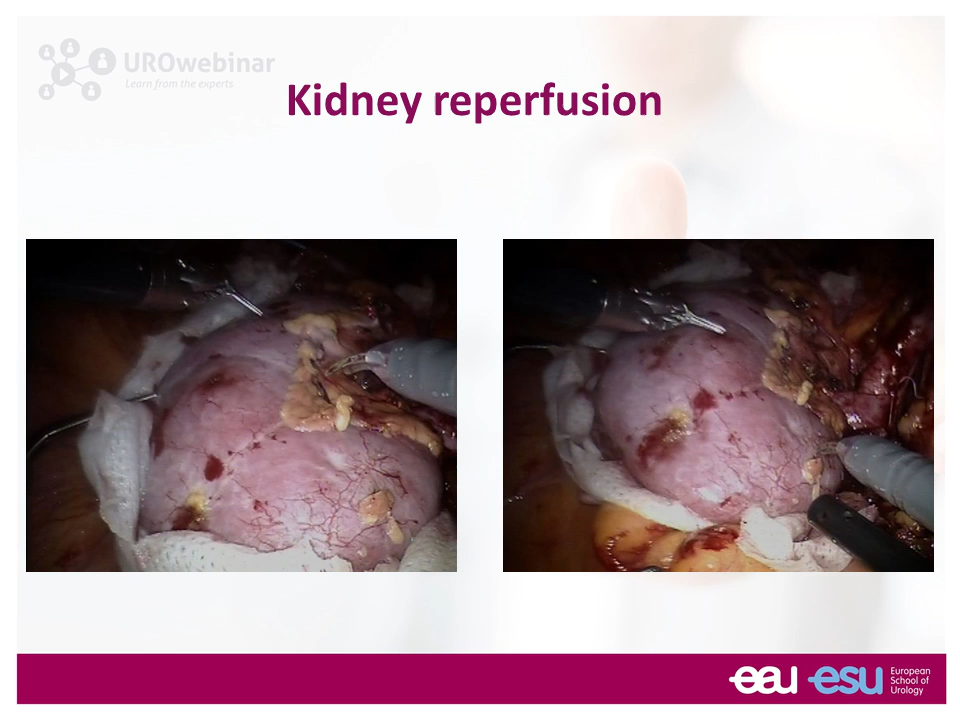 UROwebinar
Learn from the experts
Kidney reperfusion
eau esu
European
School of
Urology